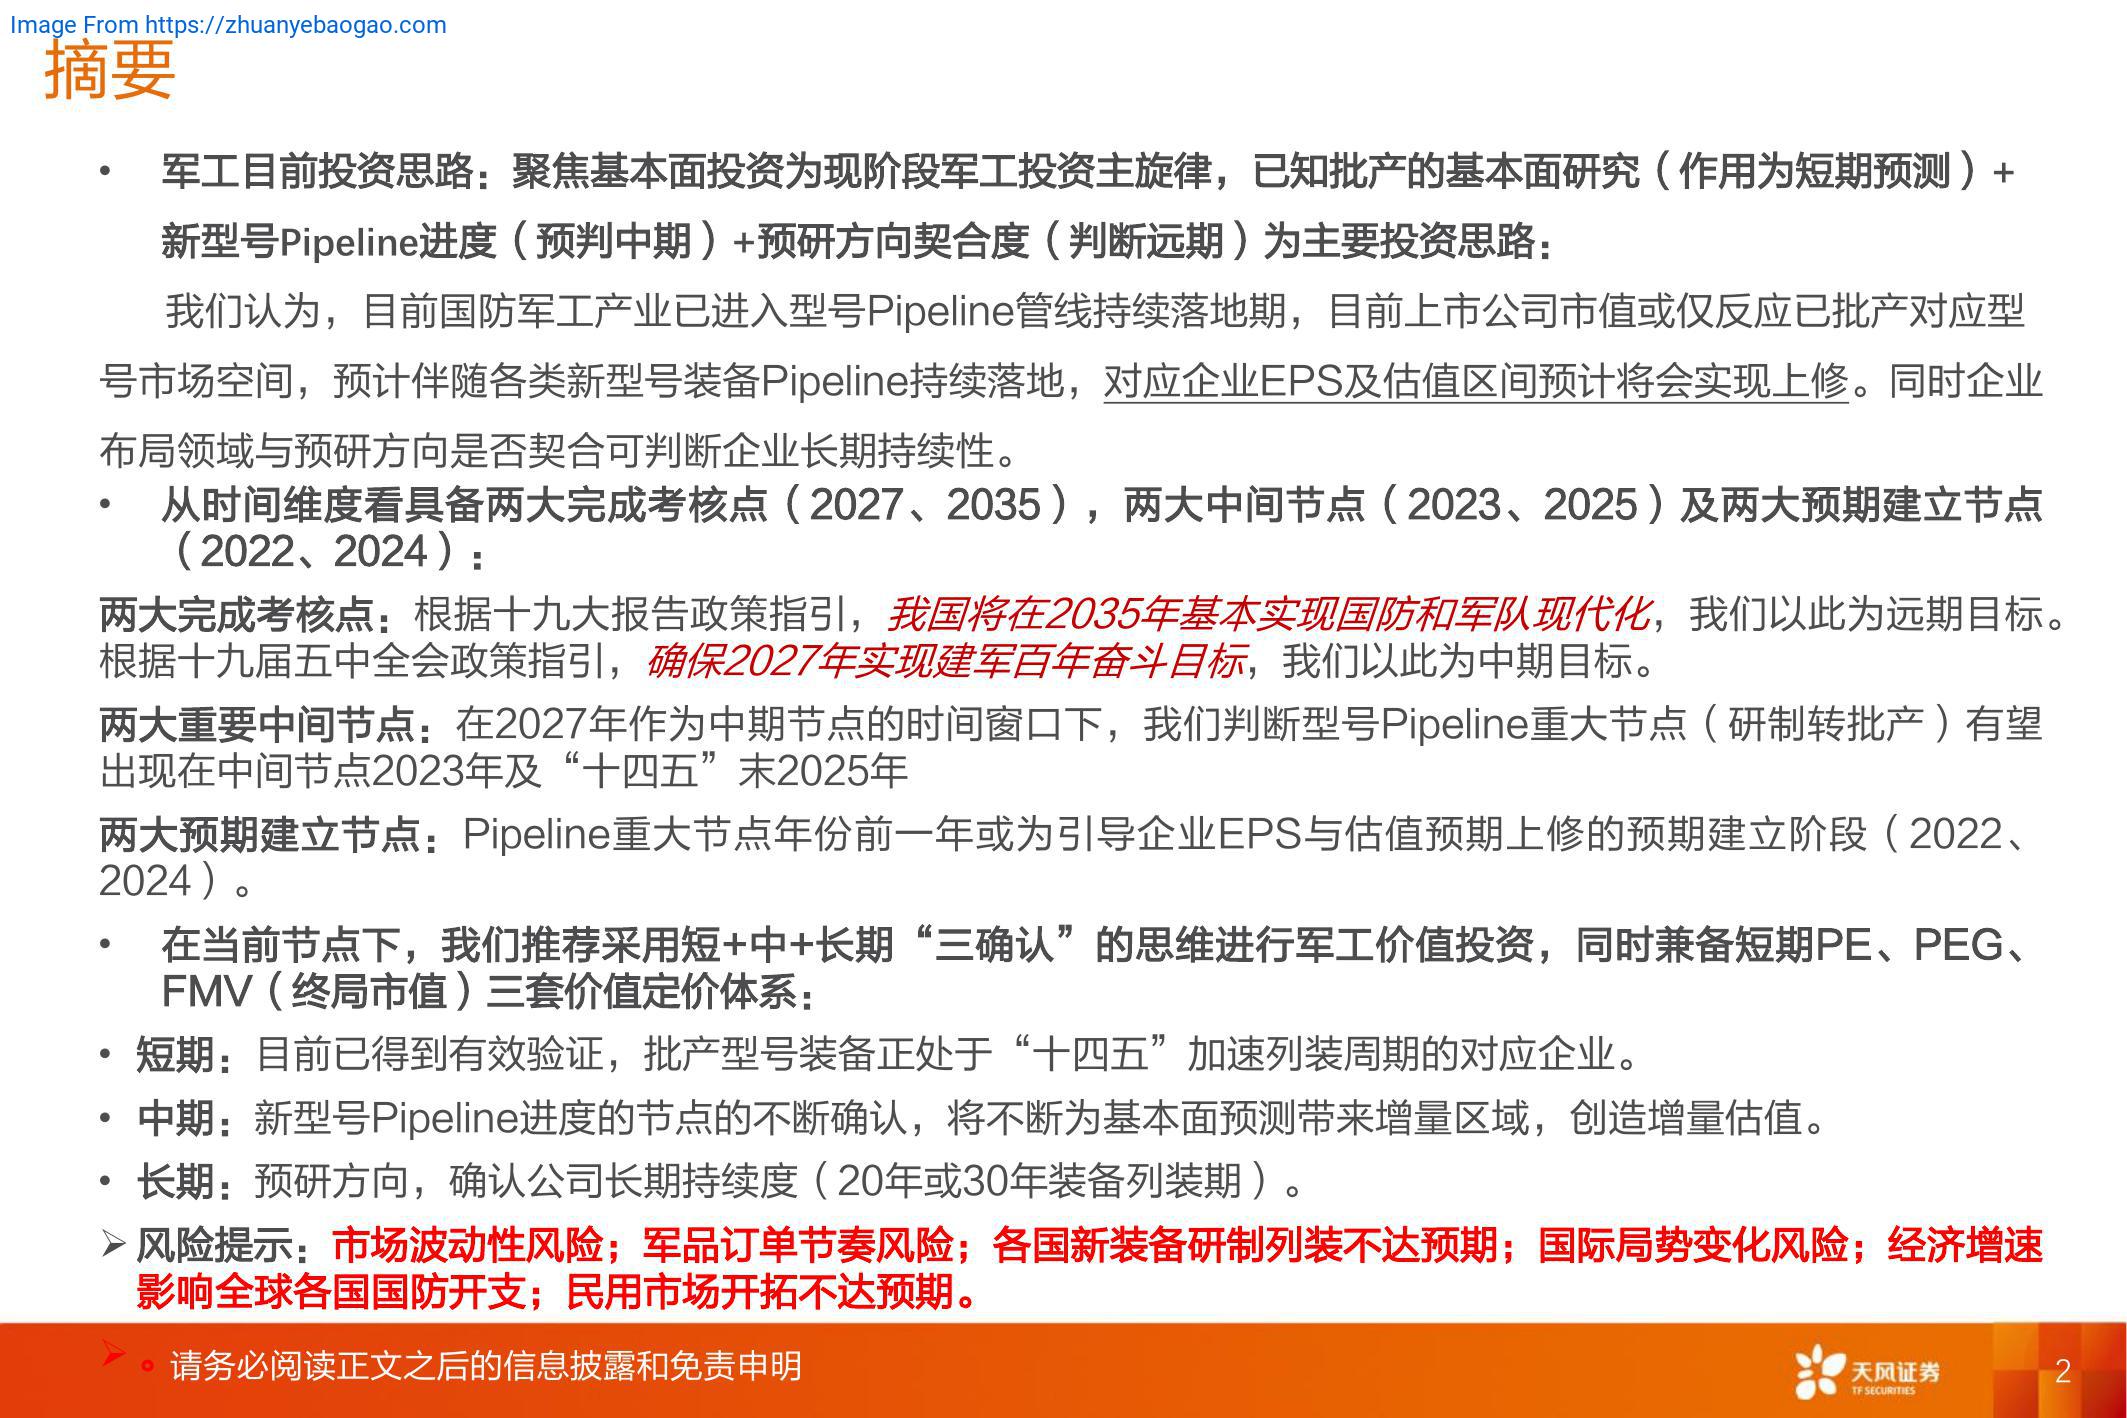 Image From https://zhuanyebaogao.com
摘要
• 军工目前投资思路：聚焦基本面投资为现阶段军工投资主旋律，已知批产的基本面研究（作用为短期预测）+
新型号Pipeline进度（预判中期）+预研方向契合度（判断远期）为主要投资思路：
我们认为，目前国防军工产业已进入型号Pipeline管线持续落地期，目前上市公司市值或仅反应已批产对应型
号市场空间，预计伴随各类新型号装备Pipeline持续落地，对应企业EPS及估值区间预计将会实现上修。同时企业
布局领域与预研方向是否契合可判断企业长期持续性。
• 从时间维度看具备两大完成考核点（2027、2035），两大中间节点（2023、2025）及两大预期建立节点
（2022、2024）：
两大完成考核点：根据十九大报告政策指引，我国将在2035年基本实现国防和军队现代化，我们以此为远期目标。
根据十九届五中全会政策指引，确保2027年实现建军百年奋斗目标，我们以此为中期目标。
两大重要中间节点：在2027年作为中期节点的时间窗口下，我们判断型号Pipeline重大节点（研制转批产）有望
出现在中间节点2023年及“十四五”末2025年
两大预期建立节点：Pipeline重大节点年份前一年或为引导企业EPS与估值预期上修的预期建立阶段（2022、
2024）。
• 在当前节点下，我们推荐采用短+中+长期“三确认”的思维进行军工价值投资，同时兼备短期PE、PEG、
FMV（终局市值）三套价值定价体系：
• 短期：目前已得到有效验证，批产型号装备正处于“十四五”加速列装周期的对应企业。
• 中期：新型号Pipeline进度的节点的不断确认，将不断为基本面预测带来增量区域，创造增量估值。
• 长期：预研方向，确认公司长期持续度（20年或30年装备列装期）。
➢ 风险提示：市场波动性风险；军品订单节奏风险；各国新装备研制列装不达预期；国际局势变化风险；经济增速
影响全球各国国防开支；民用市场开拓不达预期。
➢ 。请务必阅读正文之后的信息披露和免责申明
天风证券
TF SECURITIES
2